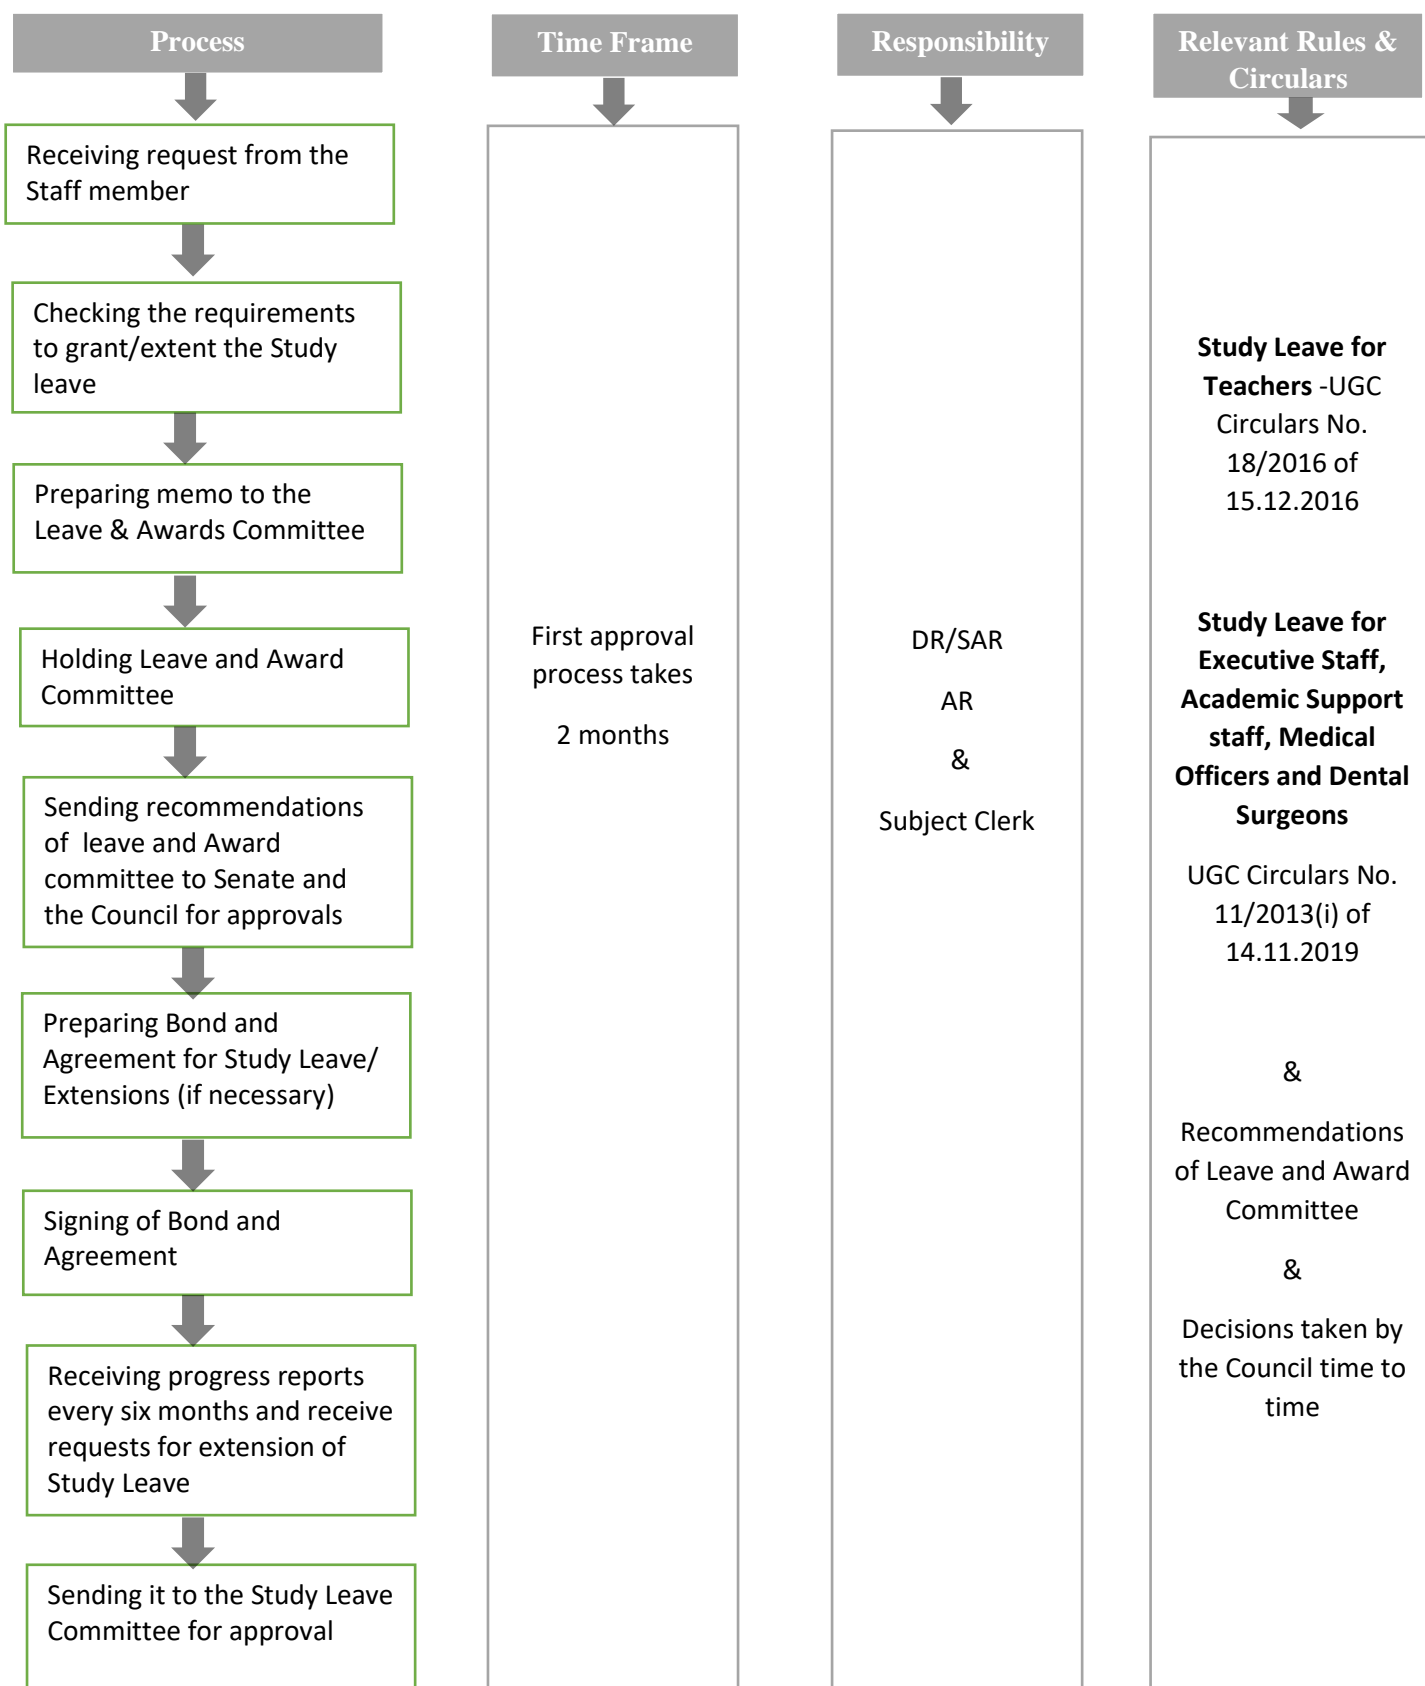 Process
Time Frame
Responsibility
Relevant Rules &
Circulars
Receiving request from the
Staff member
Checking the requirements
to grant/extent the Study
leave
Preparing memo to the
Leave & Awards Committee
Holding Leave and Award
Committee
Sending recommendations
of leave and Award
committee to Senate and
the Council for approvals
Preparing Bond and
Agreement for Study Leave/
Extensions (if necessary)
Signing of Bond and
Agreement
Receiving progress reports
every six months and receive
requests for extension of
Study Leave
Sending it to the Study Leave
Committee for approval
First approval
process takes
2 months
DR/SAR
AR
&
Subject Clerk
Study Leave for
Teachers -UGC
Circulars No.
18/2016 of
15.12.2016
Study Leave for
Executive Staff,
Academic Support
staff, Medical
Officers and Dental
Surgeons
UGC Circulars No.
11/2013(i) of
14.11.2019
&
Recommendations
of Leave and Award
Committee
&
Decisions taken by
the Council time to
time